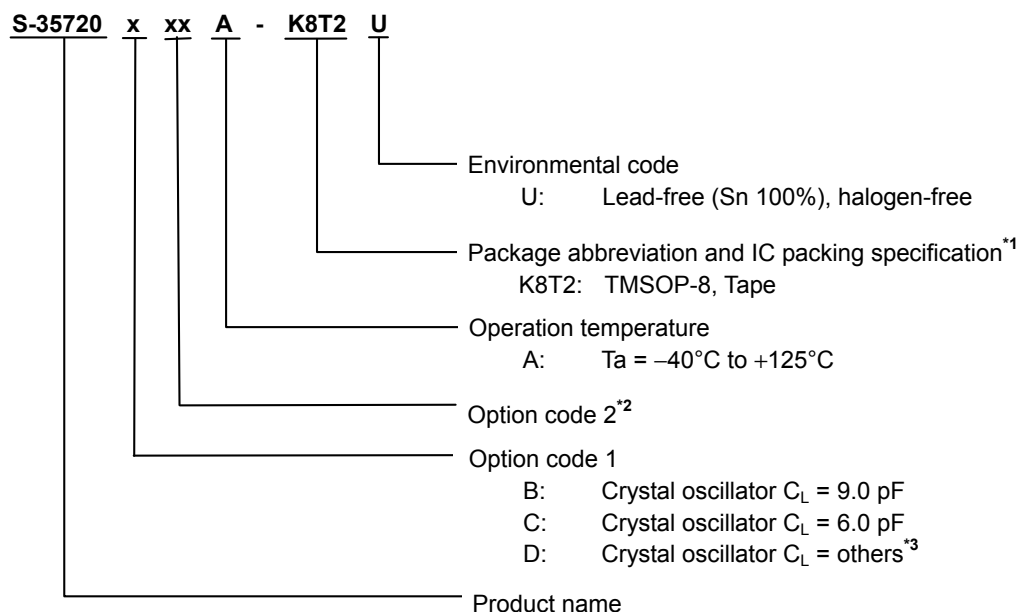 S-35720 x xx A - K8T2 U
Environmental code
U: Lead-free (Sn 100%), halogen-free
Package abbreviation and IC packing specification*1
K8T2: TMSOP-8, Tape
Operation temperature
A: Ta = −40°C to +125°C
Option code 2*2
Option code 1
B: Crystal oscillator CL = 9.0 pF
C: Crystal oscillator CL = 6.0 pF
D: Crystal oscillator CL = others*3
Product name